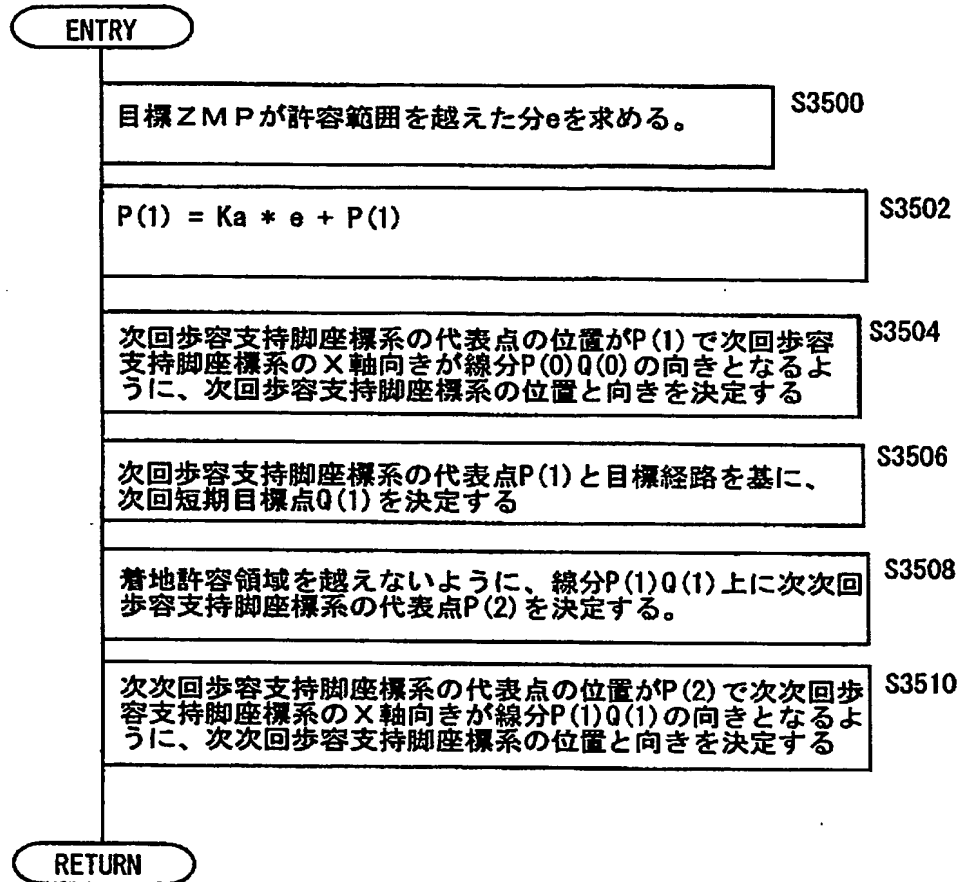 ENTRY
目標ZMPが許容範囲を越えた分eを求める。
S3500
P(1) = Ka * e + P(1)
S3502
次回歩容支持脚座標系の代表点の位置がP(1)で次回歩容
支持脚座標系のX軸向きが線分P(0)Q(0)の向きとなるよ
うに、次回歩容支持脚座標系の位置と向きを決定する
S3504
次回歩容支持脚座標系の代表点P(1)と目標経路を基に、
次回短期目標点Q(1)を決定する
S3506
着地許容領域を越えないように、線分P(1)Q(1)上に次次回
歩容支持脚座標系の代表点P(2)を決定する。
S3508
次次回歩容支持脚座標系の代表点の位置がP(2)で次次回歩
容支持脚座標系のX軸向きが線分P(1)Q(1)の向きとなるよ
うに、次次回歩容支持脚座標系の位置と向きを決定する
S3510
RETURN